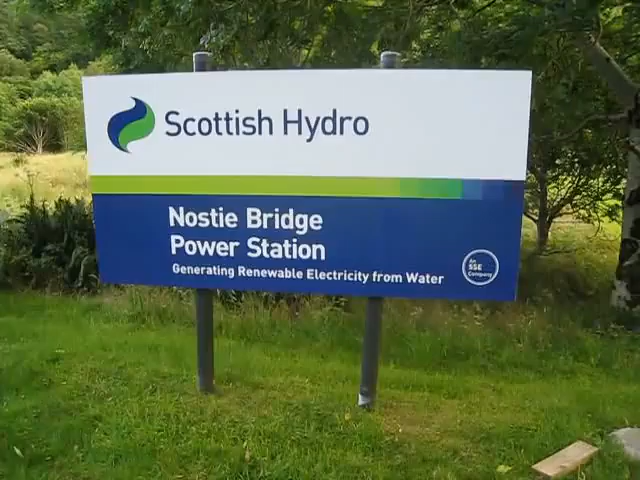 Scottish Hydro
Nostie Bridge
Power Station
Generating Renewable Electricity from Water
An
SSE
Company